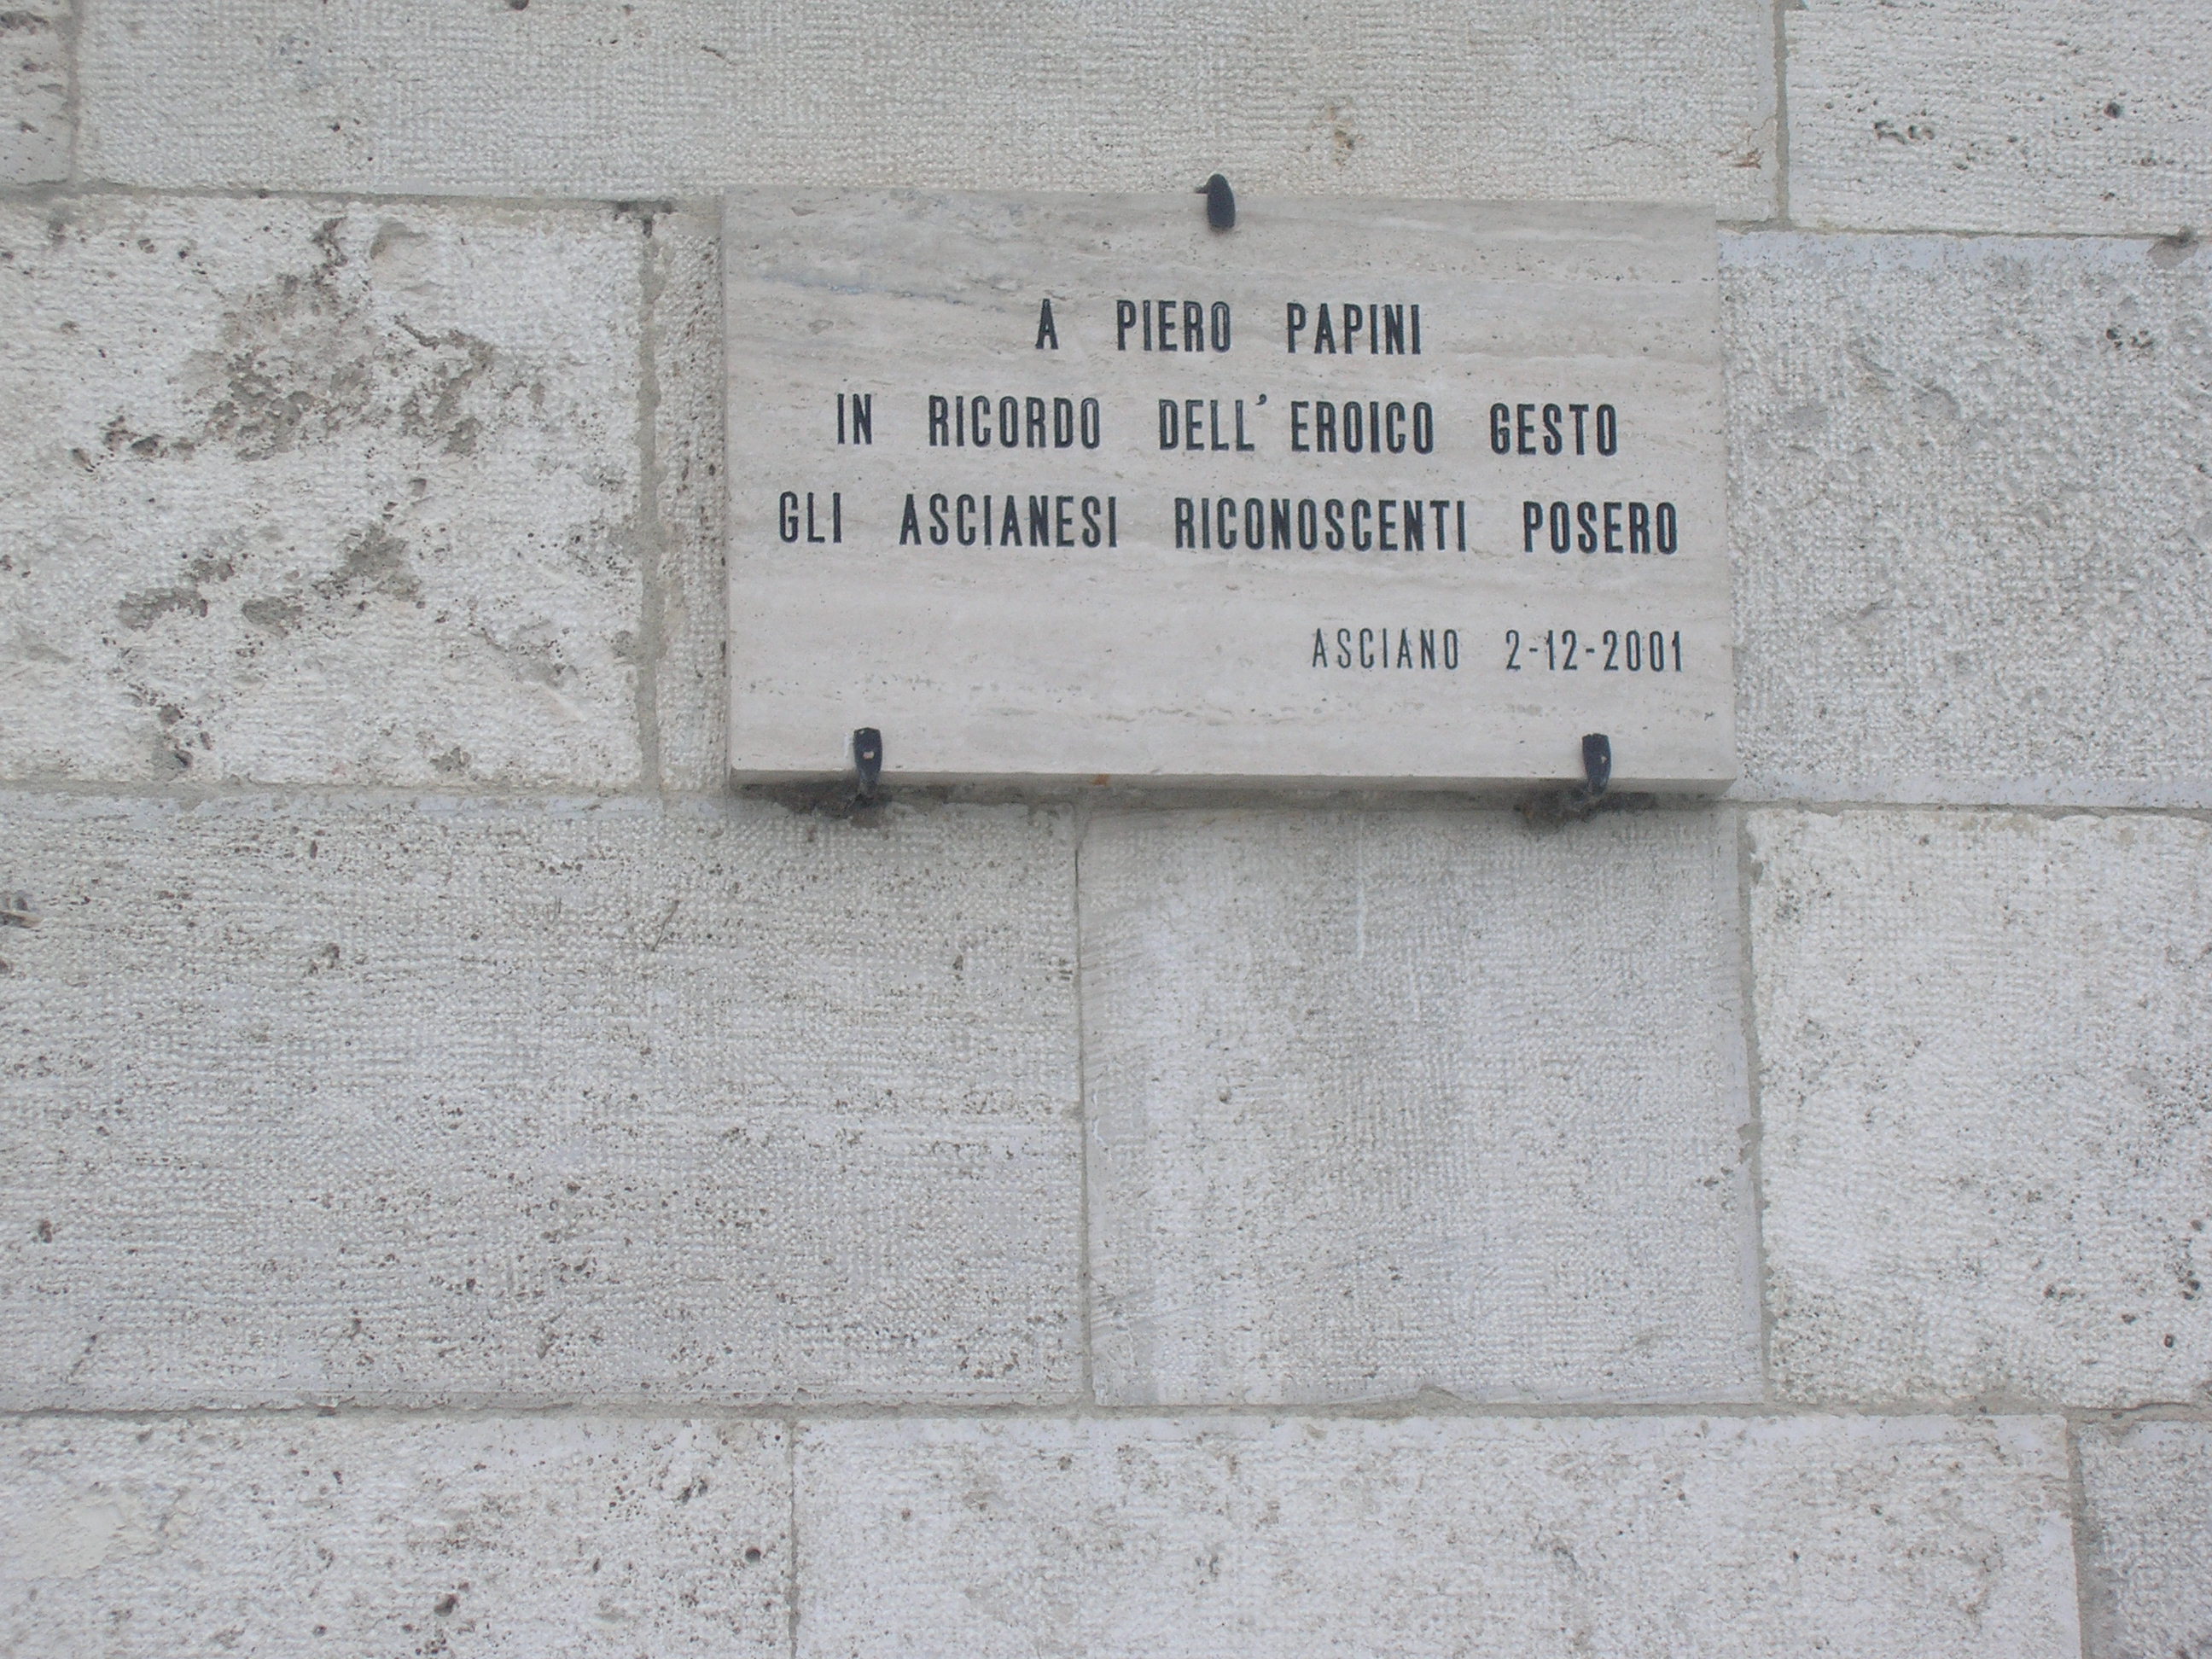 A PIERO PAPINI
IN RICORDO DELL'EROICO GESTO
GLI ASCIANESI RICONOSCENTI POSERO
ASCIANO 2-12-2001